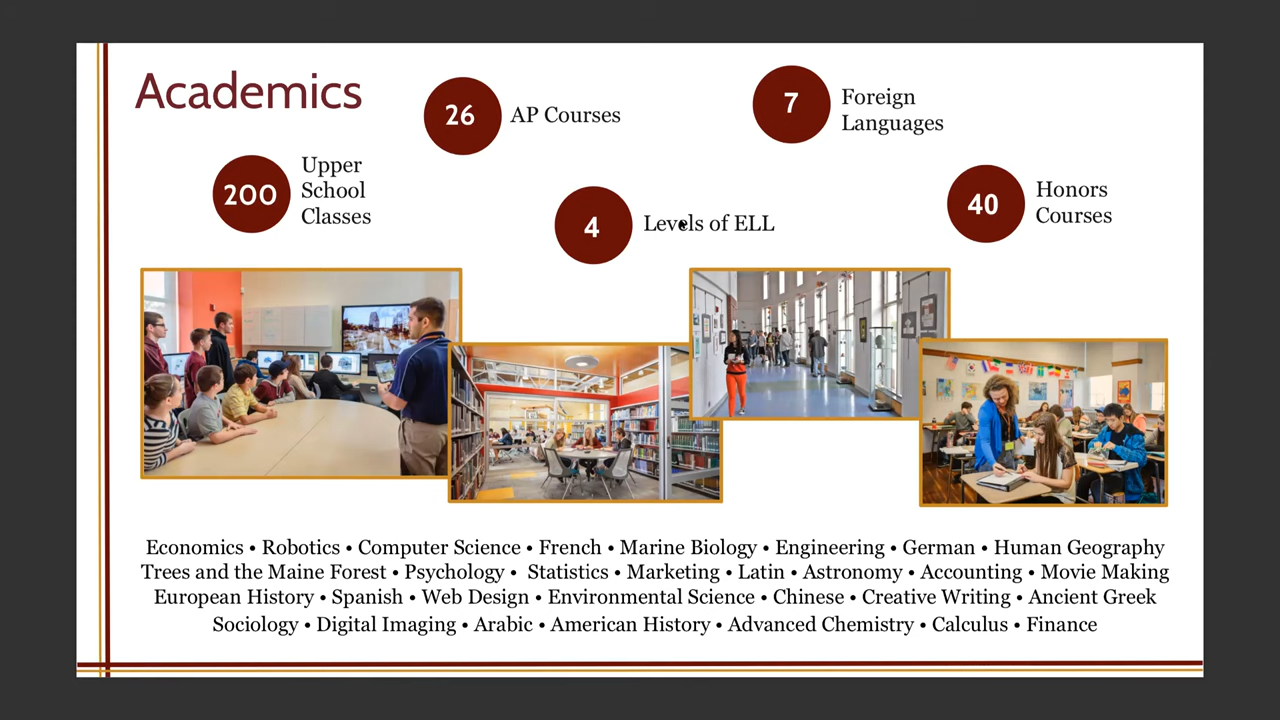 Academics
26
AP Courses
7
Foreign
Languages
200
Upper
School
Classes
4
Levels of ELL
40
Honors
Courses
Economics • Robotics • Computer Science • French • Marine Biology • Engineering • German • Human Geography
Trees and the Maine Forest • Psychology • Statistics • Marketing • Latin • Astronomy • Accounting • Movie Making
European History • Spanish • Web Design • Environmental Science • Chinese • Creative Writing • Ancient Greek
Sociology • Digital Imaging • Arabic • American History • Advanced Chemistry • Calculus • Finance